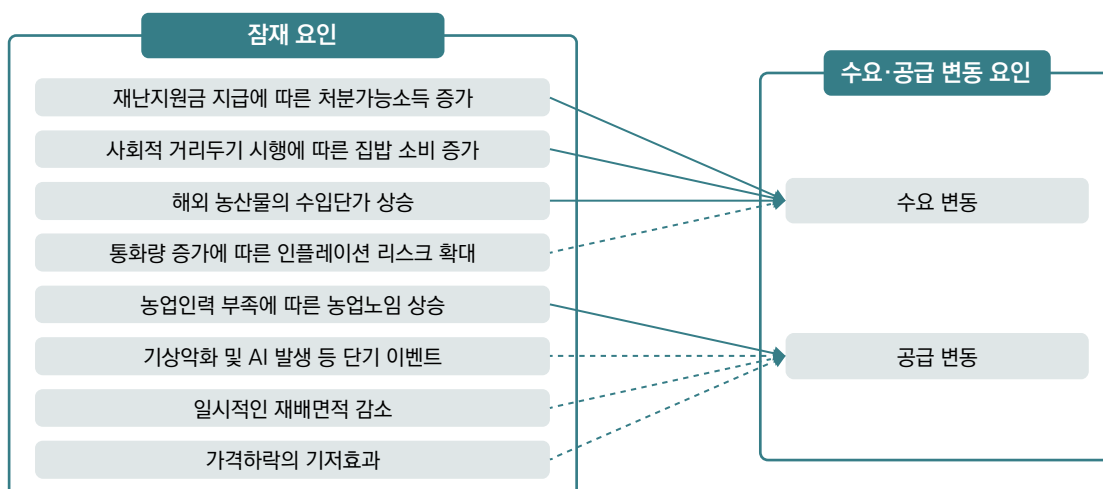 잠재 요인
재난지원금 지급에 따른 처분가능소득 증가
사회적 거리두기 시행에 따른 집밥 소비 증가
해외 농산물의 수입단가 상승
통화량 증가에 따른 인플레이션 리스크 확대
농업인력 부족에 따른 농업노임 상승
기상악화 및 AI 발생 등 단기 이벤트
일시적인 재배면적 감소
가격하락의 기저효과
수요·공급 변동 요인
수요 변동
공급 변동